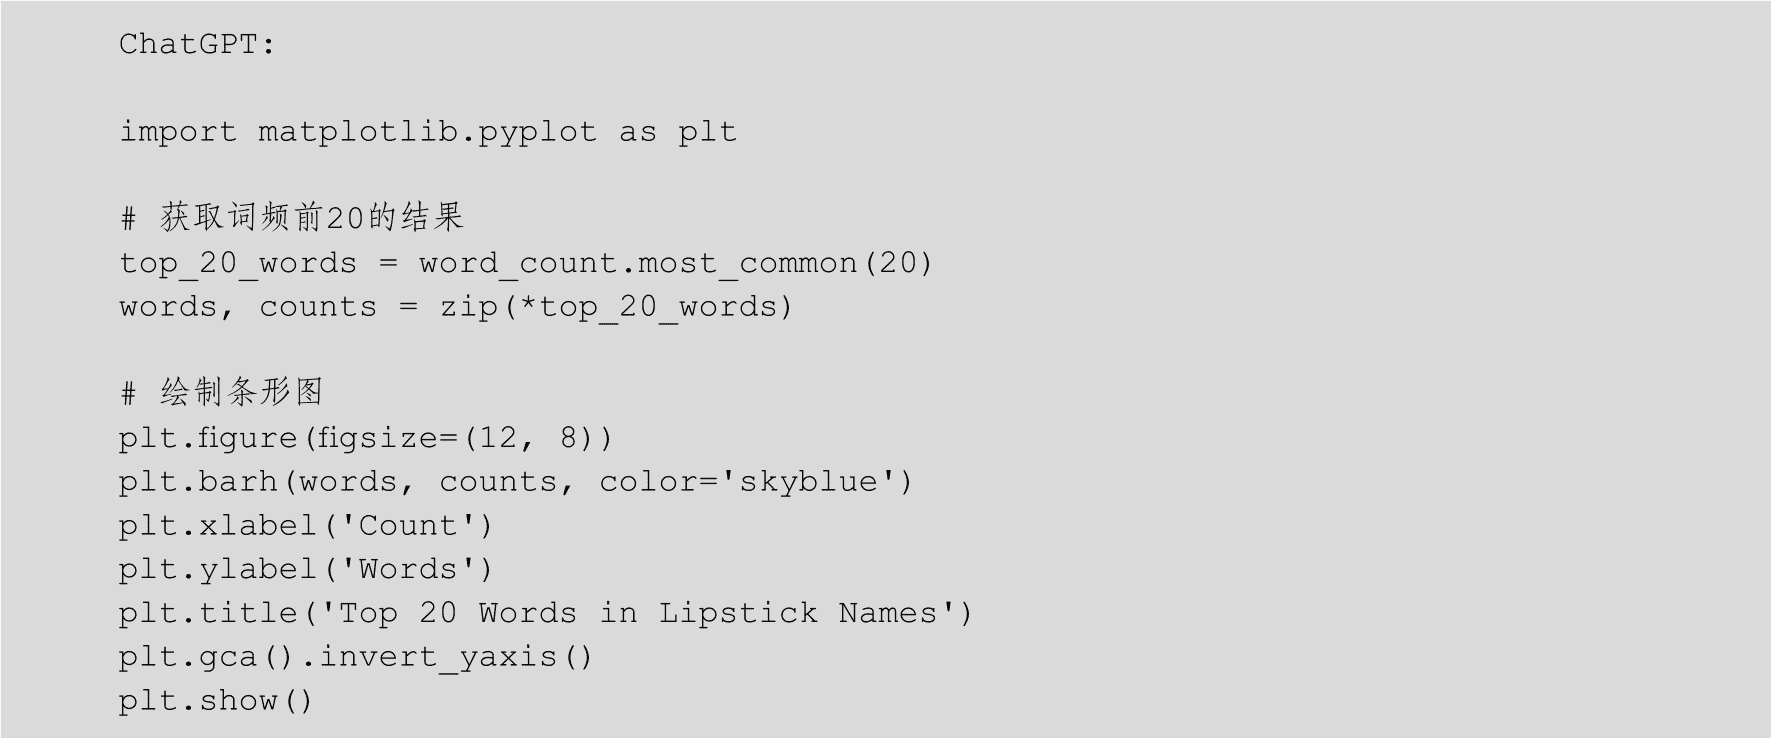 ChatGPT:
import matplotlib.pyplot as plt
# 获取词频前20的结果
top_20_words = word_count.most_common(20)
words, counts = zip(*top_20_words)
# 绘制条形图
plt.figure(figsize=(12, 8))
plt.barh(words, counts, color='skyblue')
plt.xlabel('Count')
plt.ylabel('Words')
plt.title('Top 20 Words in Lipstick Names')
plt.gca().invert_yaxis()
plt.show()